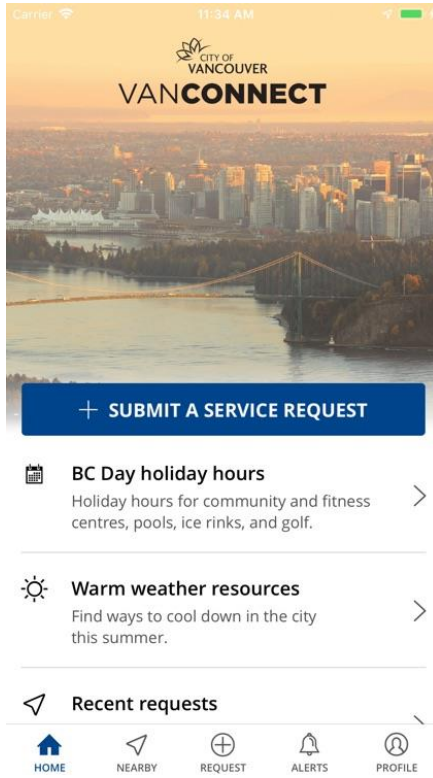 Carrier 11:34 AM
CITY OF
VANCOUVER
VANCONNECT
+ SUBMIT A SERVICE REQUEST
BC Day holiday hours
Holiday hours for community and fitness
centres, pools, ice rinks, and golf.
Warm weather resources
Find ways to cool down in the city
this summer.
Recent requests
HOME NEARBY REQUEST ALERTS PROFILE